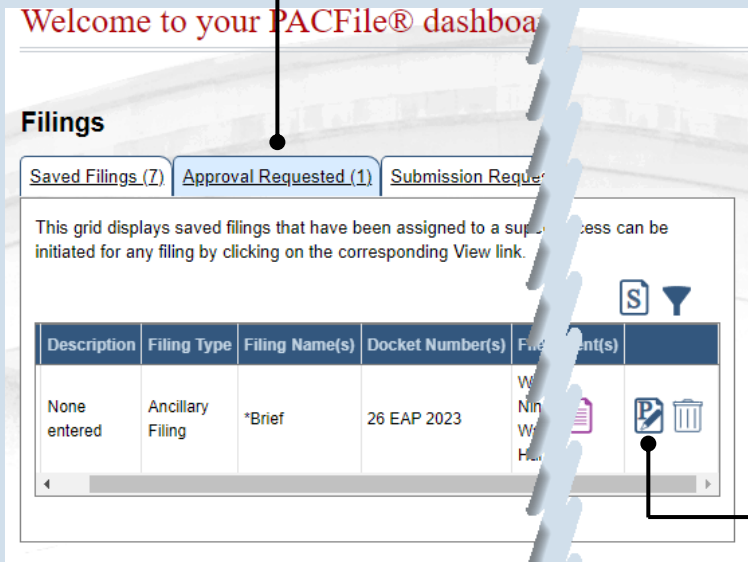 Welcome to your PACFile® dashboa
Filings
Saved Filings (7) Approval Requested (1) Submission Reque
This grid displays saved filings that have been assigned to a sup cess can be
initiated for any filing by clicking on the corresponding View link.
S
Description Filing Type Filing Name(s) Docket Number(s) ent(s)
None entered Ancillary Filing *Brief 26 EAP 2023
P